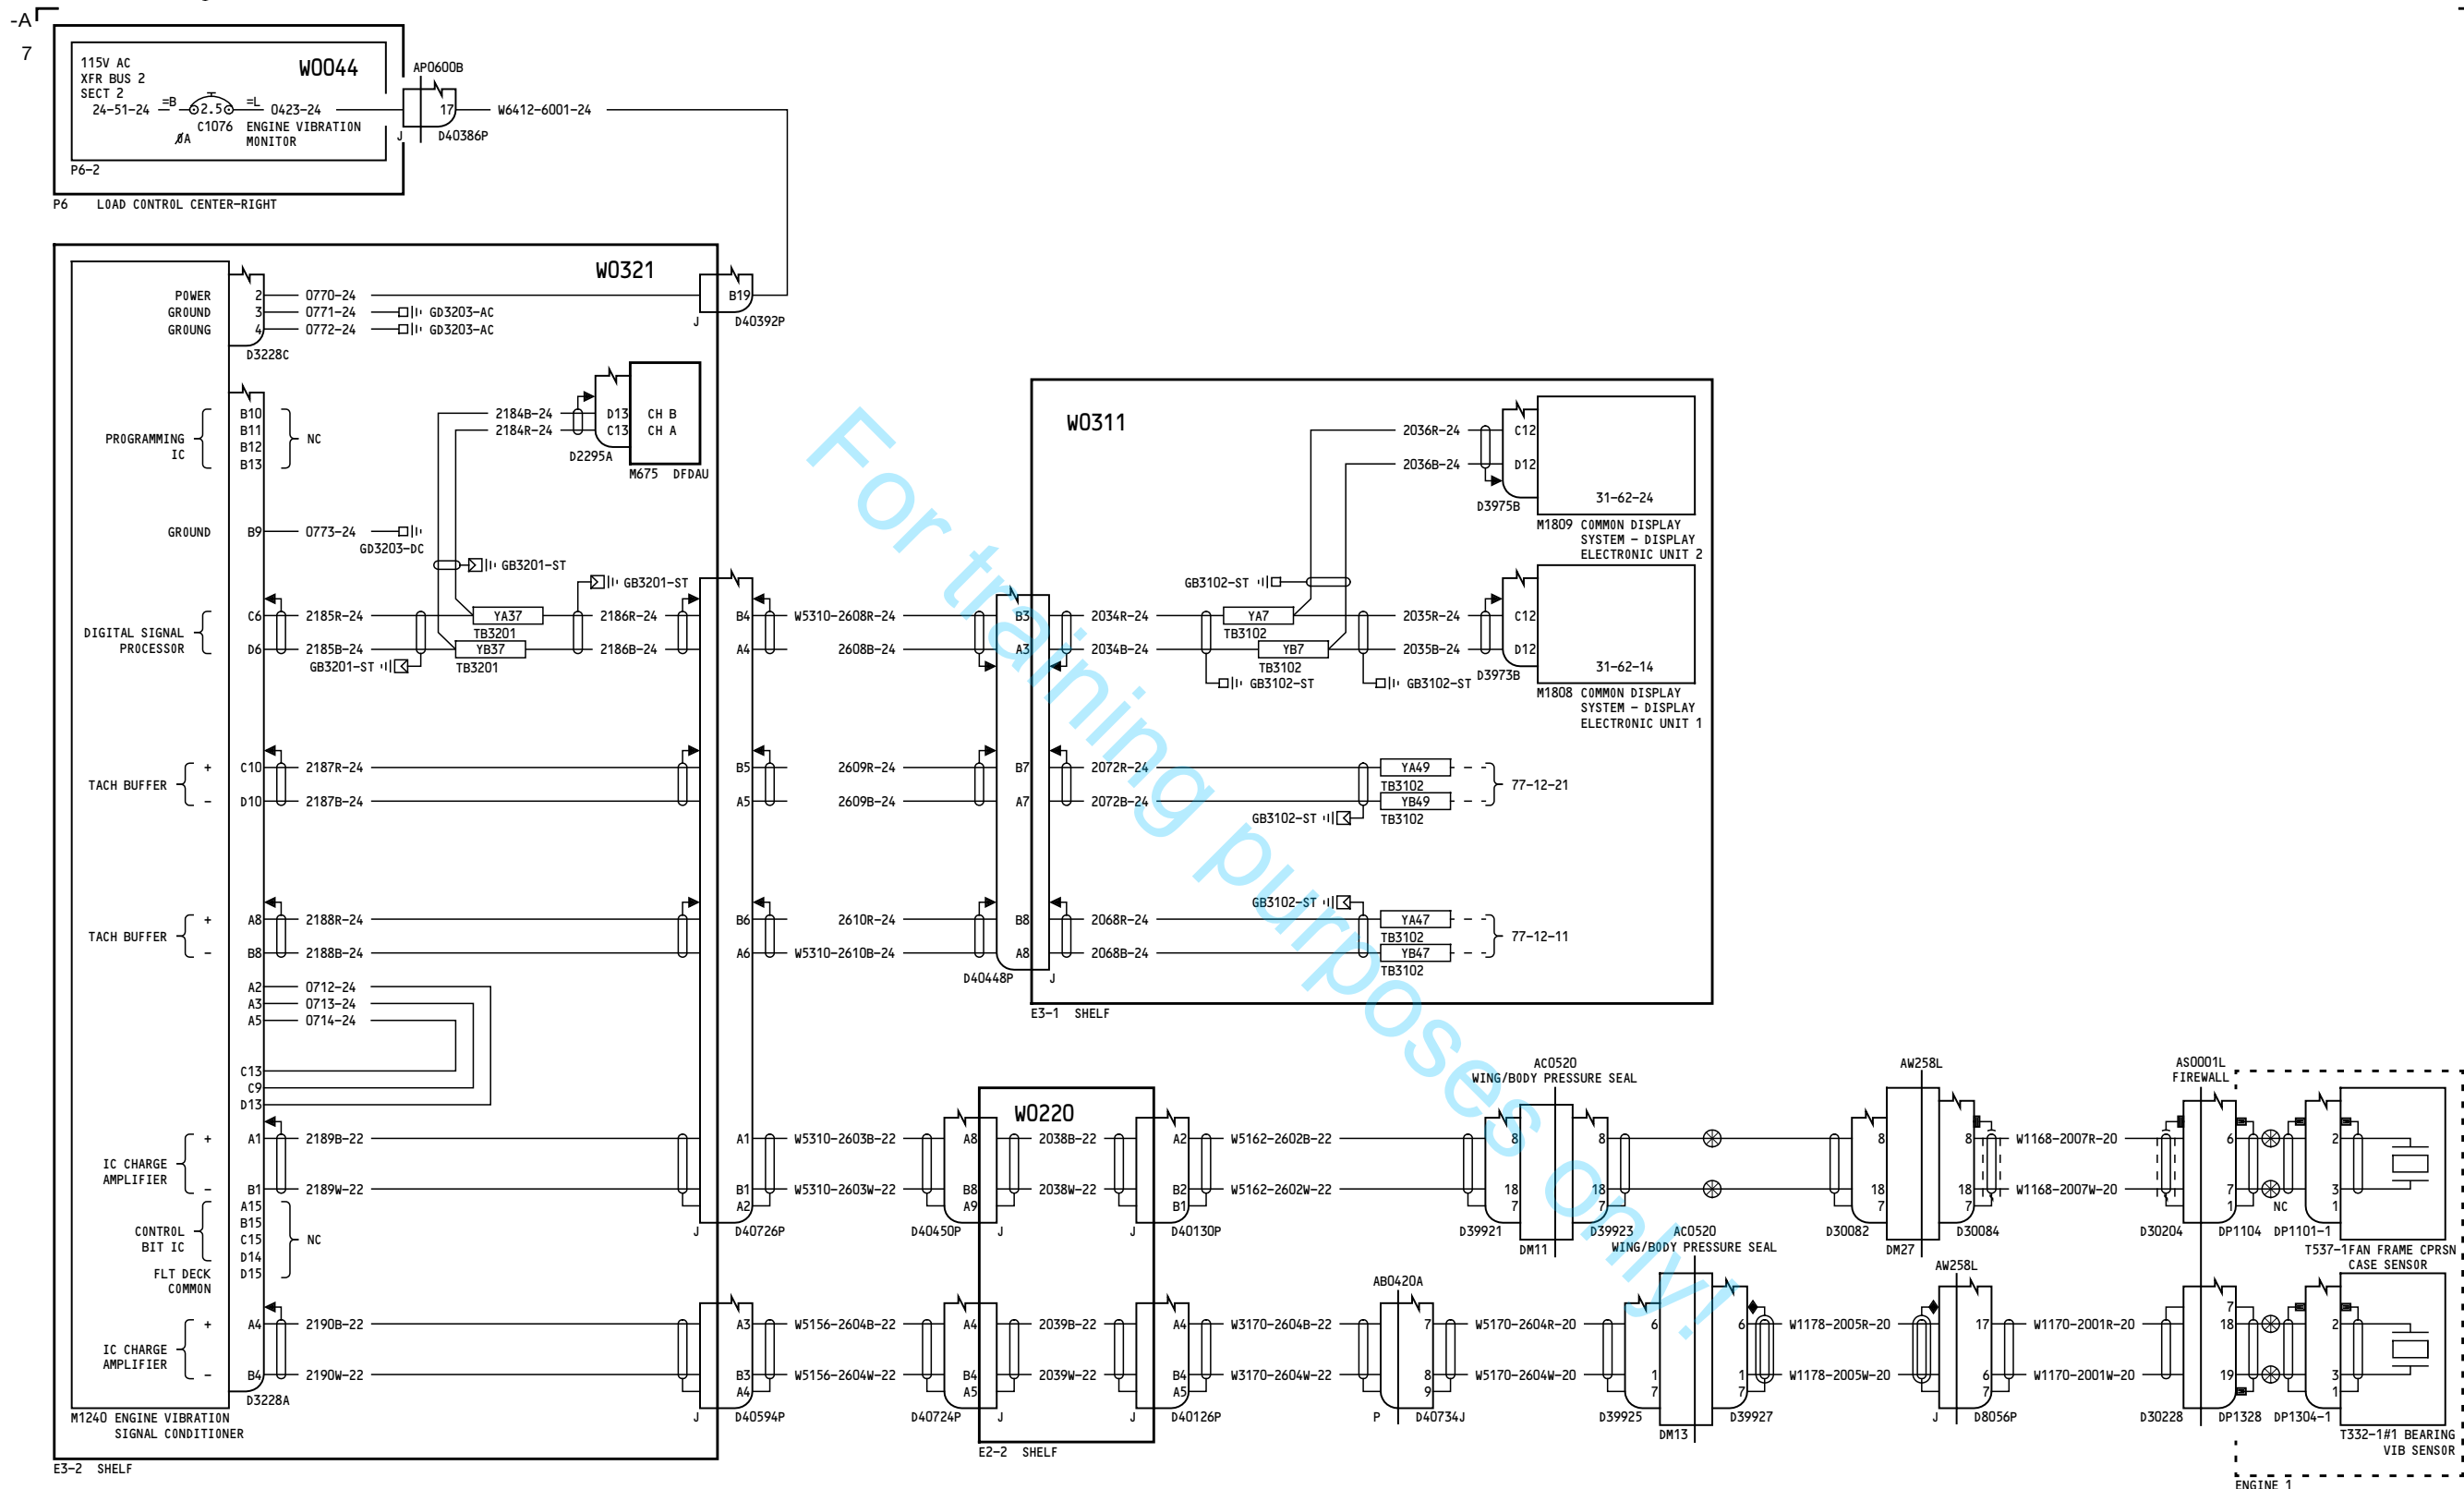 -A
7
115V AC
XFR BUS 2
SECT 2
W0044
AP0600B
24-51-24 =B 2.5 =L 0423-24 17 W6412-6001-24
C1076 ENGINE VIBRATION
MONITOR
ØA
J D40386P
P6-2
P6 LOAD CONTROL CENTER-RIGHT
W0321
POWER 2 0770-24 B19
GROUND 3 0771-24 GD3203-AC
GROUNG 4 0772-24 GD3203-AC
J D40392P
D3228C
PROGRAMMING
IC
B10
B11
B12
B13
NC
2184B-24 D13 CH B
2184R-24 C13 CH A
D2295A
M675 DFDAU
GROUND B9 0773-24
GD3203-DC
GB3201-ST
GB3201-ST
DIGITAL SIGNAL
PROCESSOR
C6 2185R-24 YA37 2186R-24 B4 W5310-2608R-24 B3 2034R-24 YA7 2035R-24 C12
TB3201
TB3102
D6 2185B-24 YB37 2186B-24 A4 2608B-24 A3 2034B-24 YB7 2035B-24 D12
GB3201-ST TB3201
TB3102
W0311
2036R-24 C12
2036B-24 D12
31-62-24
D3975B
M1809 COMMON DISPLAY
SYSTEM - DISPLAY
ELECTRONIC UNIT 2
GB3102-ST
GB3102-ST
GB3102-ST
D3973B
31-62-14
M1808 COMMON DISPLAY
SYSTEM - DISPLAY
ELECTRONIC UNIT 1
TACH BUFFER
+ C10 2187R-24 B5 2609R-24 B7 2072R-24 YA49
TB3102
77-12-21
- D10 2187B-24 A5 2609B-24 A7 2072B-24 YB49
GB3102-ST TB3102
GB3102-ST
TACH BUFFER
+ A8 2188R-24 B6 2610R-24 B8 2068R-24 YA47
TB3102
77-12-11
- B8 2188B-24 A6 W5310-2610B-24 A8 2068B-24 YB47
TB3102
D40448P J
E3-1 SHELF
A2 0712-24
A3 0713-24
A5 0714-24
C13
C9
D13
AC0520
WING/BODY PRESSURE SEAL
AW258L
AS0001L
FIREWALL
W0220
IC CHARGE
AMPLIFIER
+ A1 2189B-22 A1 W5310-2603B-22 A8 2038B-22 A2 W5162-2602B-22 8 8 8 8 W1168-2007R-20 6 2
- B1 2189W-22 B1 W5310-2603W-22 B8 2038W-22 B2 W5162-2602W-22 18 18 18 18 W1168-2007W-20 7 3
A2 A9 B1 7 7 7 7 1 NC 1
J D40726P D40450P J J D40130P D39921 D39923 D30082 D30084 D30204 DP1104 DP1101-1
DM11
DM27
T537-1FAN FRAME CPRSN
CASE SENSOR
CONTROL
BIT IC
A15
B15
C15
D14
NC
FLT DECK
COMMON
D15
AC0520
WING/BODY PRESSURE SEAL
AB0420A
AW258L
IC CHARGE
AMPLIFIER
+ A4 2190B-22 A3 W5156-2604B-22 A4 2039B-22 A4 W3170-2604B-22 7 W5170-2604R-20 6 6 W1178-2005R-20 17 W1170-2001R-20 7 18 2
- B4 2190W-22 B3 W5156-2604W-22 B4 2039W-22 B4 W3170-2604W-22 8 W5170-2604W-20 1 1 W1178-2005W-20 6 W1170-2001W-20 19 3
A4 A5 A5 9 7 7 7 1
D3228A
J D40594P D40724P J J D40126P P D40734J D39925 D39927 J D8056P D30228 DP1328 DP1304-1
DM13
M1240 ENGINE VIBRATION
SIGNAL CONDITIONER
T332-1#1 BEARING
VIB SENSOR
E2-2 SHELF
E3-2 SHELF
ENGINE 1
For training purposes only!